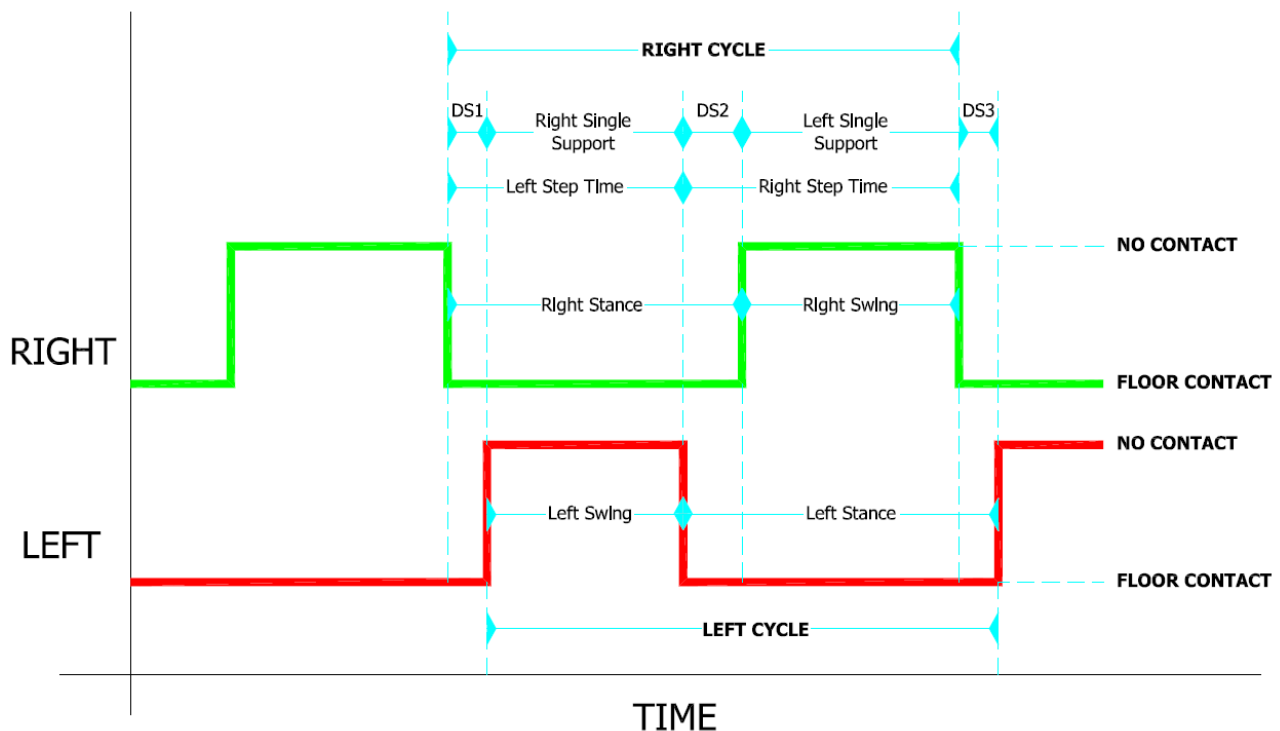 RIGHT CYCLE
DS1
Right Single
Support
DS2
Left Single
Support
DS3
Left Step Time
Right Step Time
NO CONTACT
Right Stance
Right Swing
RIGHT
FLOOR CONTACT
NO CONTACT
Left Swing
Left Stance
LEFT
FLOOR CONTACT
LEFT CYCLE
TIME